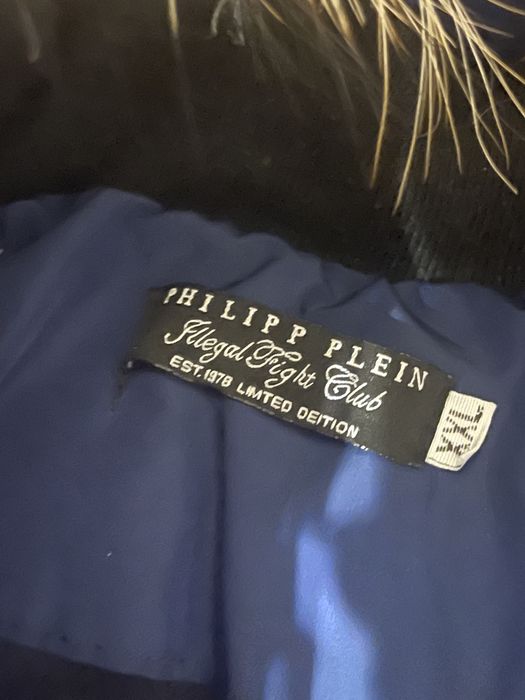 PHILIPP PLEIN
Illegal Fight Club
EST.1978 LIMTED DEITION
XXL